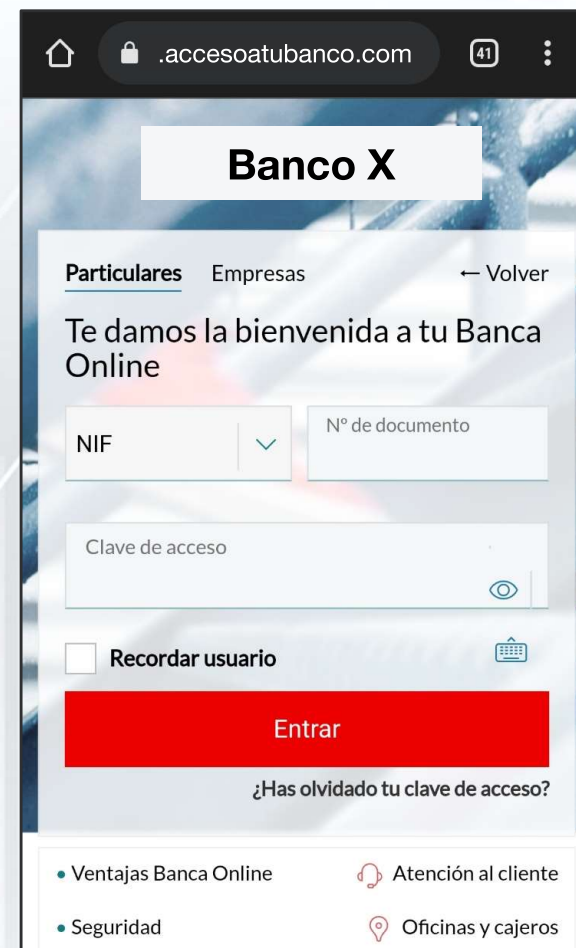 .accesoatubanco.com 41
Banco X
Particulares Empresas ← Volver
Te damos la bienvenida a tu Banca
Online
NIF Nº de documento
Clave de acceso
Recordar usuario
Entrar
¿Has olvidado tu clave de acceso?
• Ventajas Banca Online Atención al cliente
• Seguridad Oficinas y cajeros